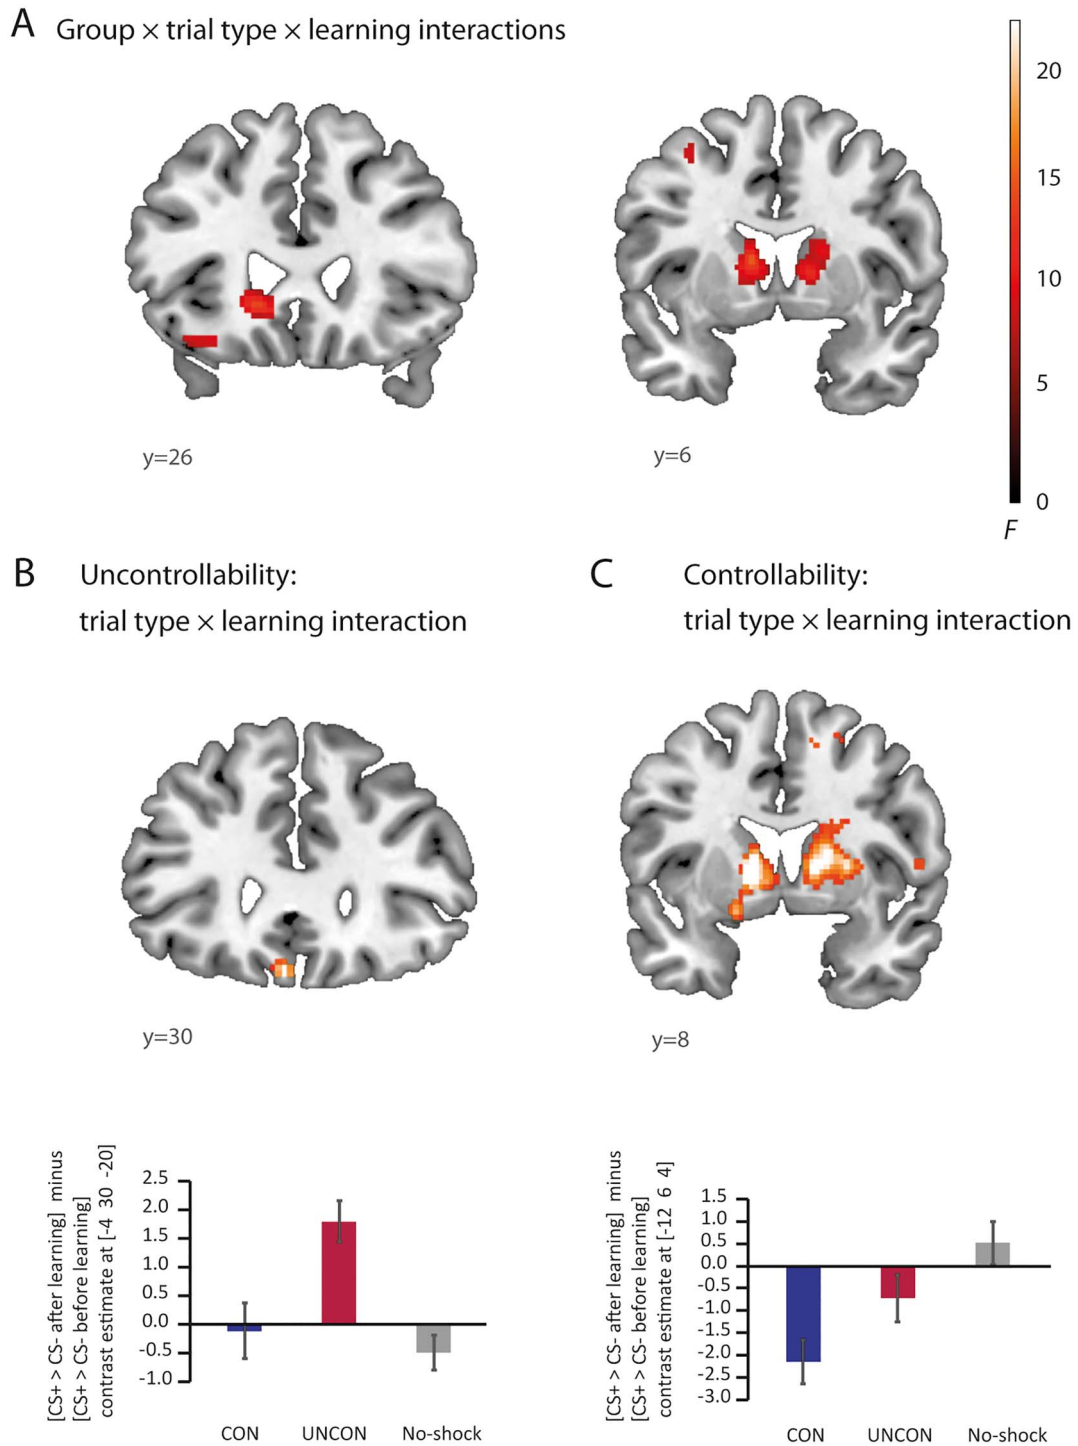 A Group × trial type × learning interactions
20
15
10
5
0
F
y=26
y=6
B Uncontrollability:
trial type × learning interaction
C Controllability:
trial type × learning interaction
y=30
y=8
[CS+ > CS- after learning] minus
[CS+ > CS- before learning]
contrast estimate at [-4 30 -20]
2.5
2.0
1.5
1.0
0.5
0.0
-0.5
-1.0
CON UNCON No-shock
[CS+ > CS- after learning] minus
[CS+ > CS- before learning]
contrast estimate at [-12 6 4]
1.5
1.0
0.5
0.0
-0.5
-1.0
-1.5
-2.0
-2.5
-3.0
CON UNCON No-shock